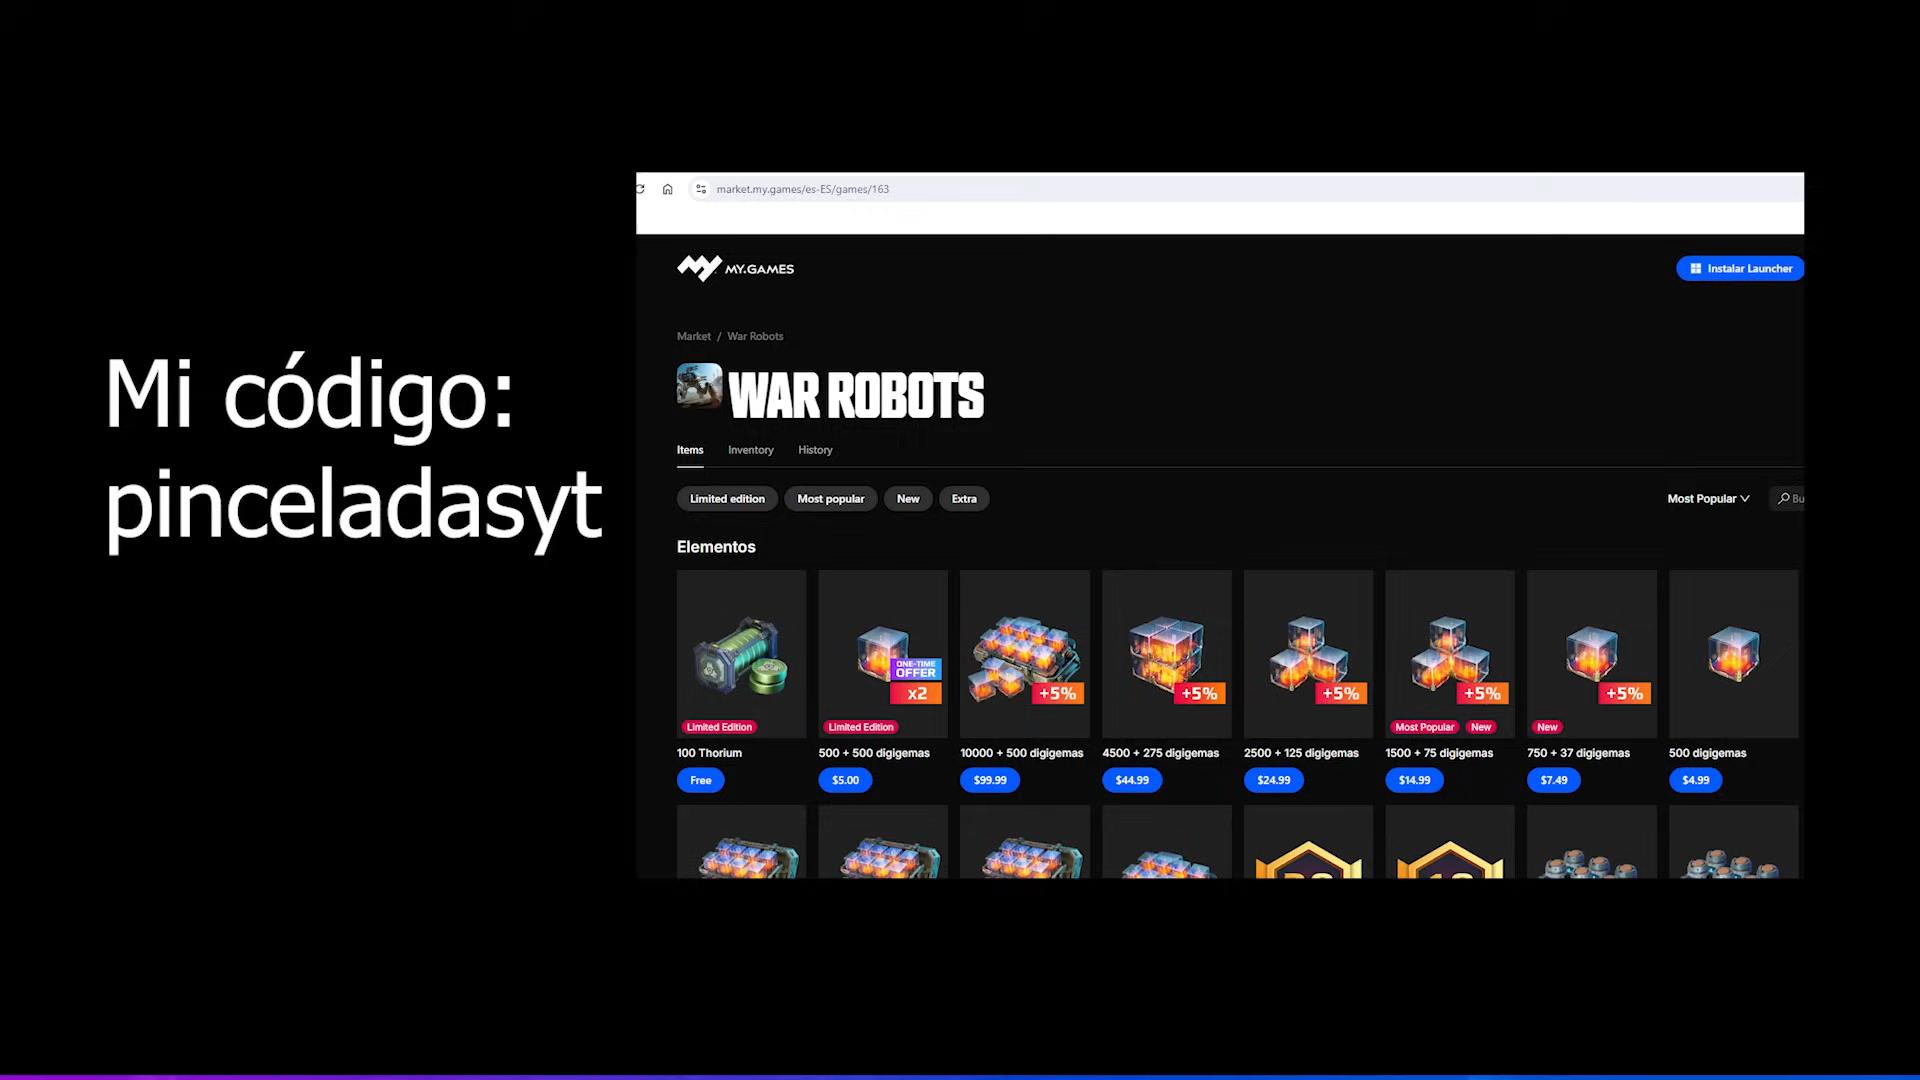 Mi código:
pinceladasyt
market.my.games/es-ES/games/163
MY.GAMES
Instalar Launcher
Market / War Robots
WAR ROBOTS
Items Inventory History
Limited edition Most popular New Extra Most Popular
Elementos
ONE-TIME
OFFER
x2 +5% +5% +5% +5% +5%
Limited Edition Limited Edition Most Popular New New
100 Thorium 500 + 500 digigemas 10000 + 500 digigemas 4500 + 275 digigemas 2500 + 125 digigemas 1500 + 75 digigemas 750 + 37 digigemas 500 digigemas
Free $5.00 $99.99 $44.99 $24.99 $14.99 $7.49 $4.99